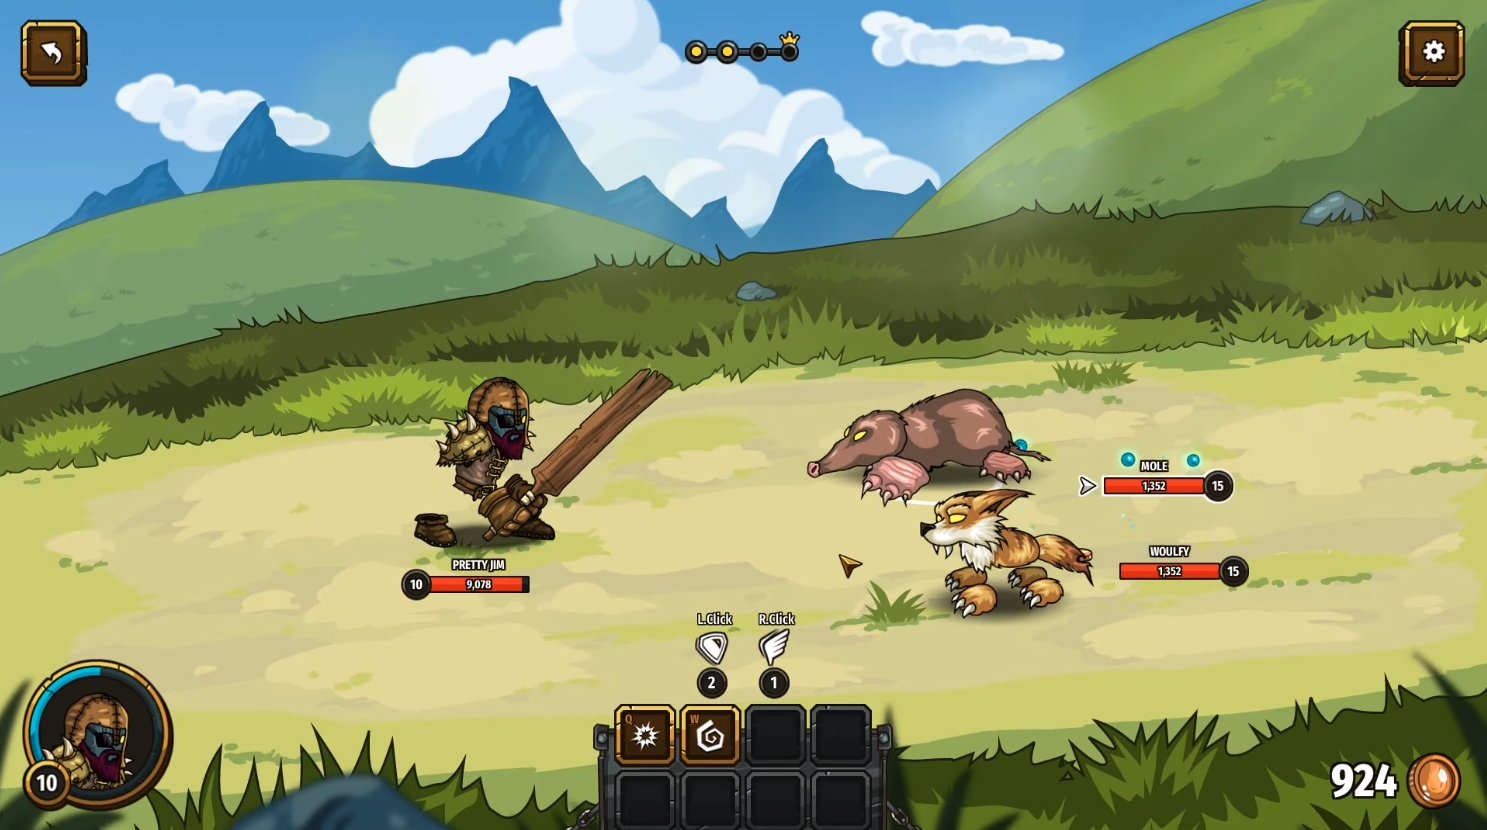 MOLE
1,352
15
WOULFY
1,352
15
PRETTY JIM
10
9,078
L.Click
R.Click
2
1
Q
W
10
924